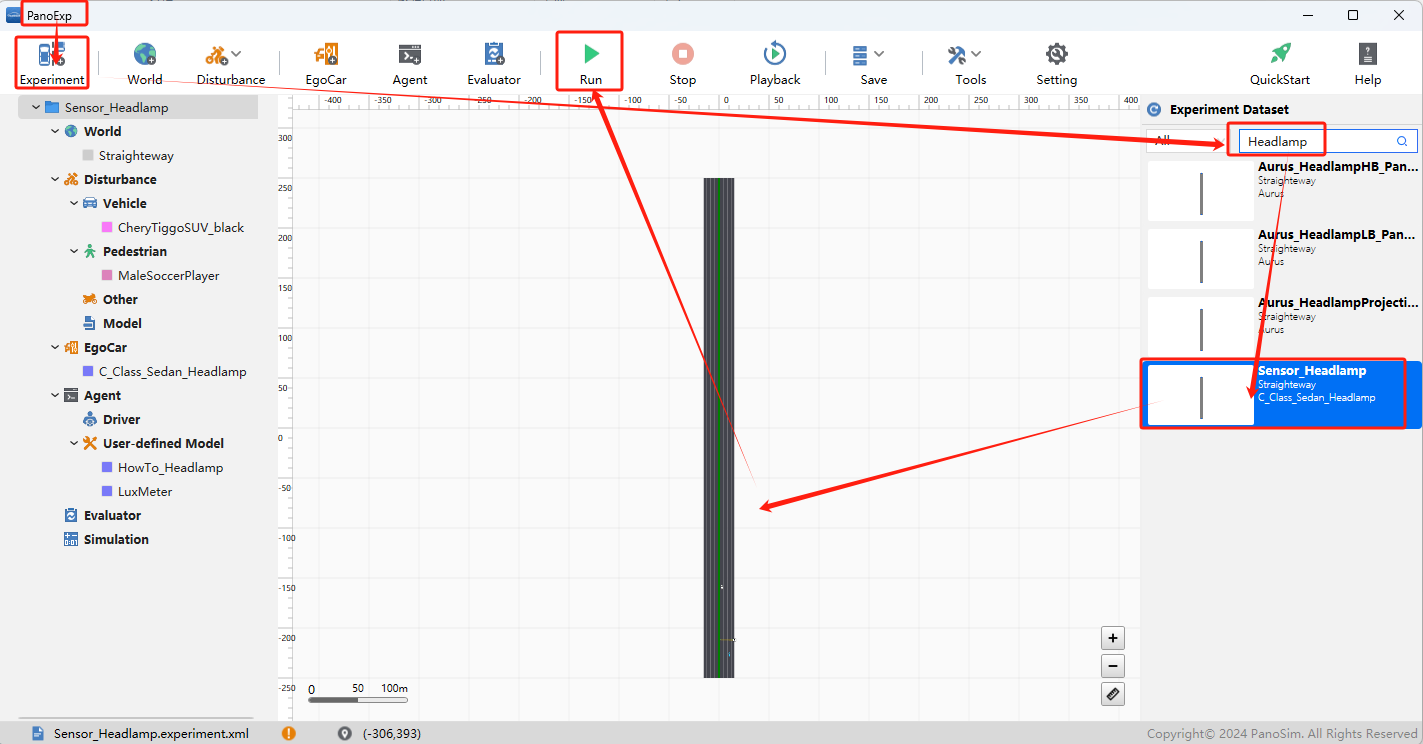 PanoExp
Experiment
World
Disturbance
EgoCar
Agent
Evaluator
Run
Stop
Playback
Save
Tools
Setting
QuickStart
Help
Sensor_Headlamp
World
Straighteway
Disturbance
Vehicle
CheryTiggoSUV_black
Pedestrian
MaleSoccerPlayer
Other
Model
EgoCar
C_Class_Sedan_Headlamp
Agent
Driver
User-defined Model
HowTo_Headlamp
LuxMeter
Evaluator
Simulation
-400 -350 -300 -250 -200 -150 -100 -50 0 50 100 150 200 250 300 350 400
300
250
200
150
100
50
0
-50
-100
-150
-200
-250
0 50 100m
+
−
Experiment Dataset
All
Headlamp
Aurus_HeadlampHB_Pan...
Straighteway
Aurus
Aurus_HeadlampLB_Pan...
Straighteway
Aurus
Aurus_HeadlampProjecti...
Straighteway
Aurus
Sensor_Headlamp
Straighteway
C_Class_Sedan_Headlamp
Sensor_Headlamp.experiment.xml
(-306,393)
Copyright© 2024 PanoSim. All Rights Reserved